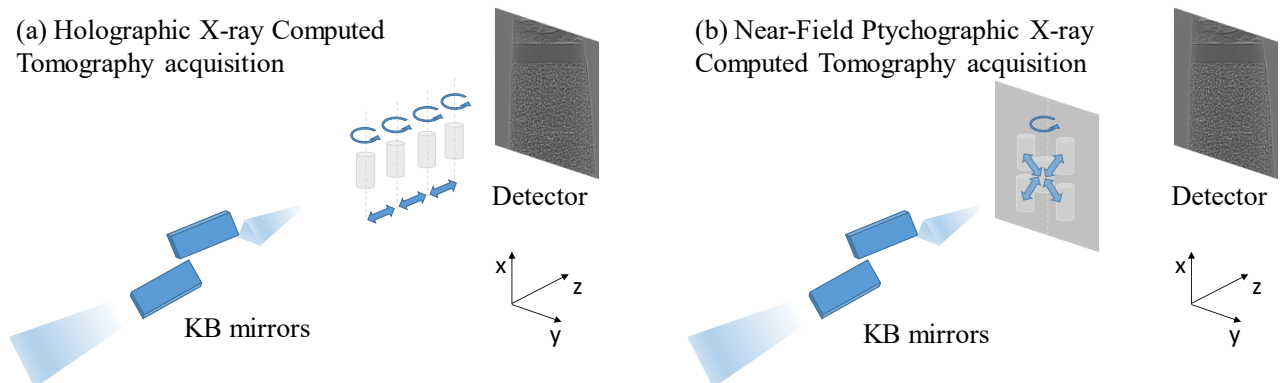 (a) Holographic X-ray Computed
Tomography acquisition
Detector
x
z
y
KB mirrors
(b) Near-Field Ptychographic X-ray
Computed Tomography acquisition
Detector
x
z
y
KB mirrors